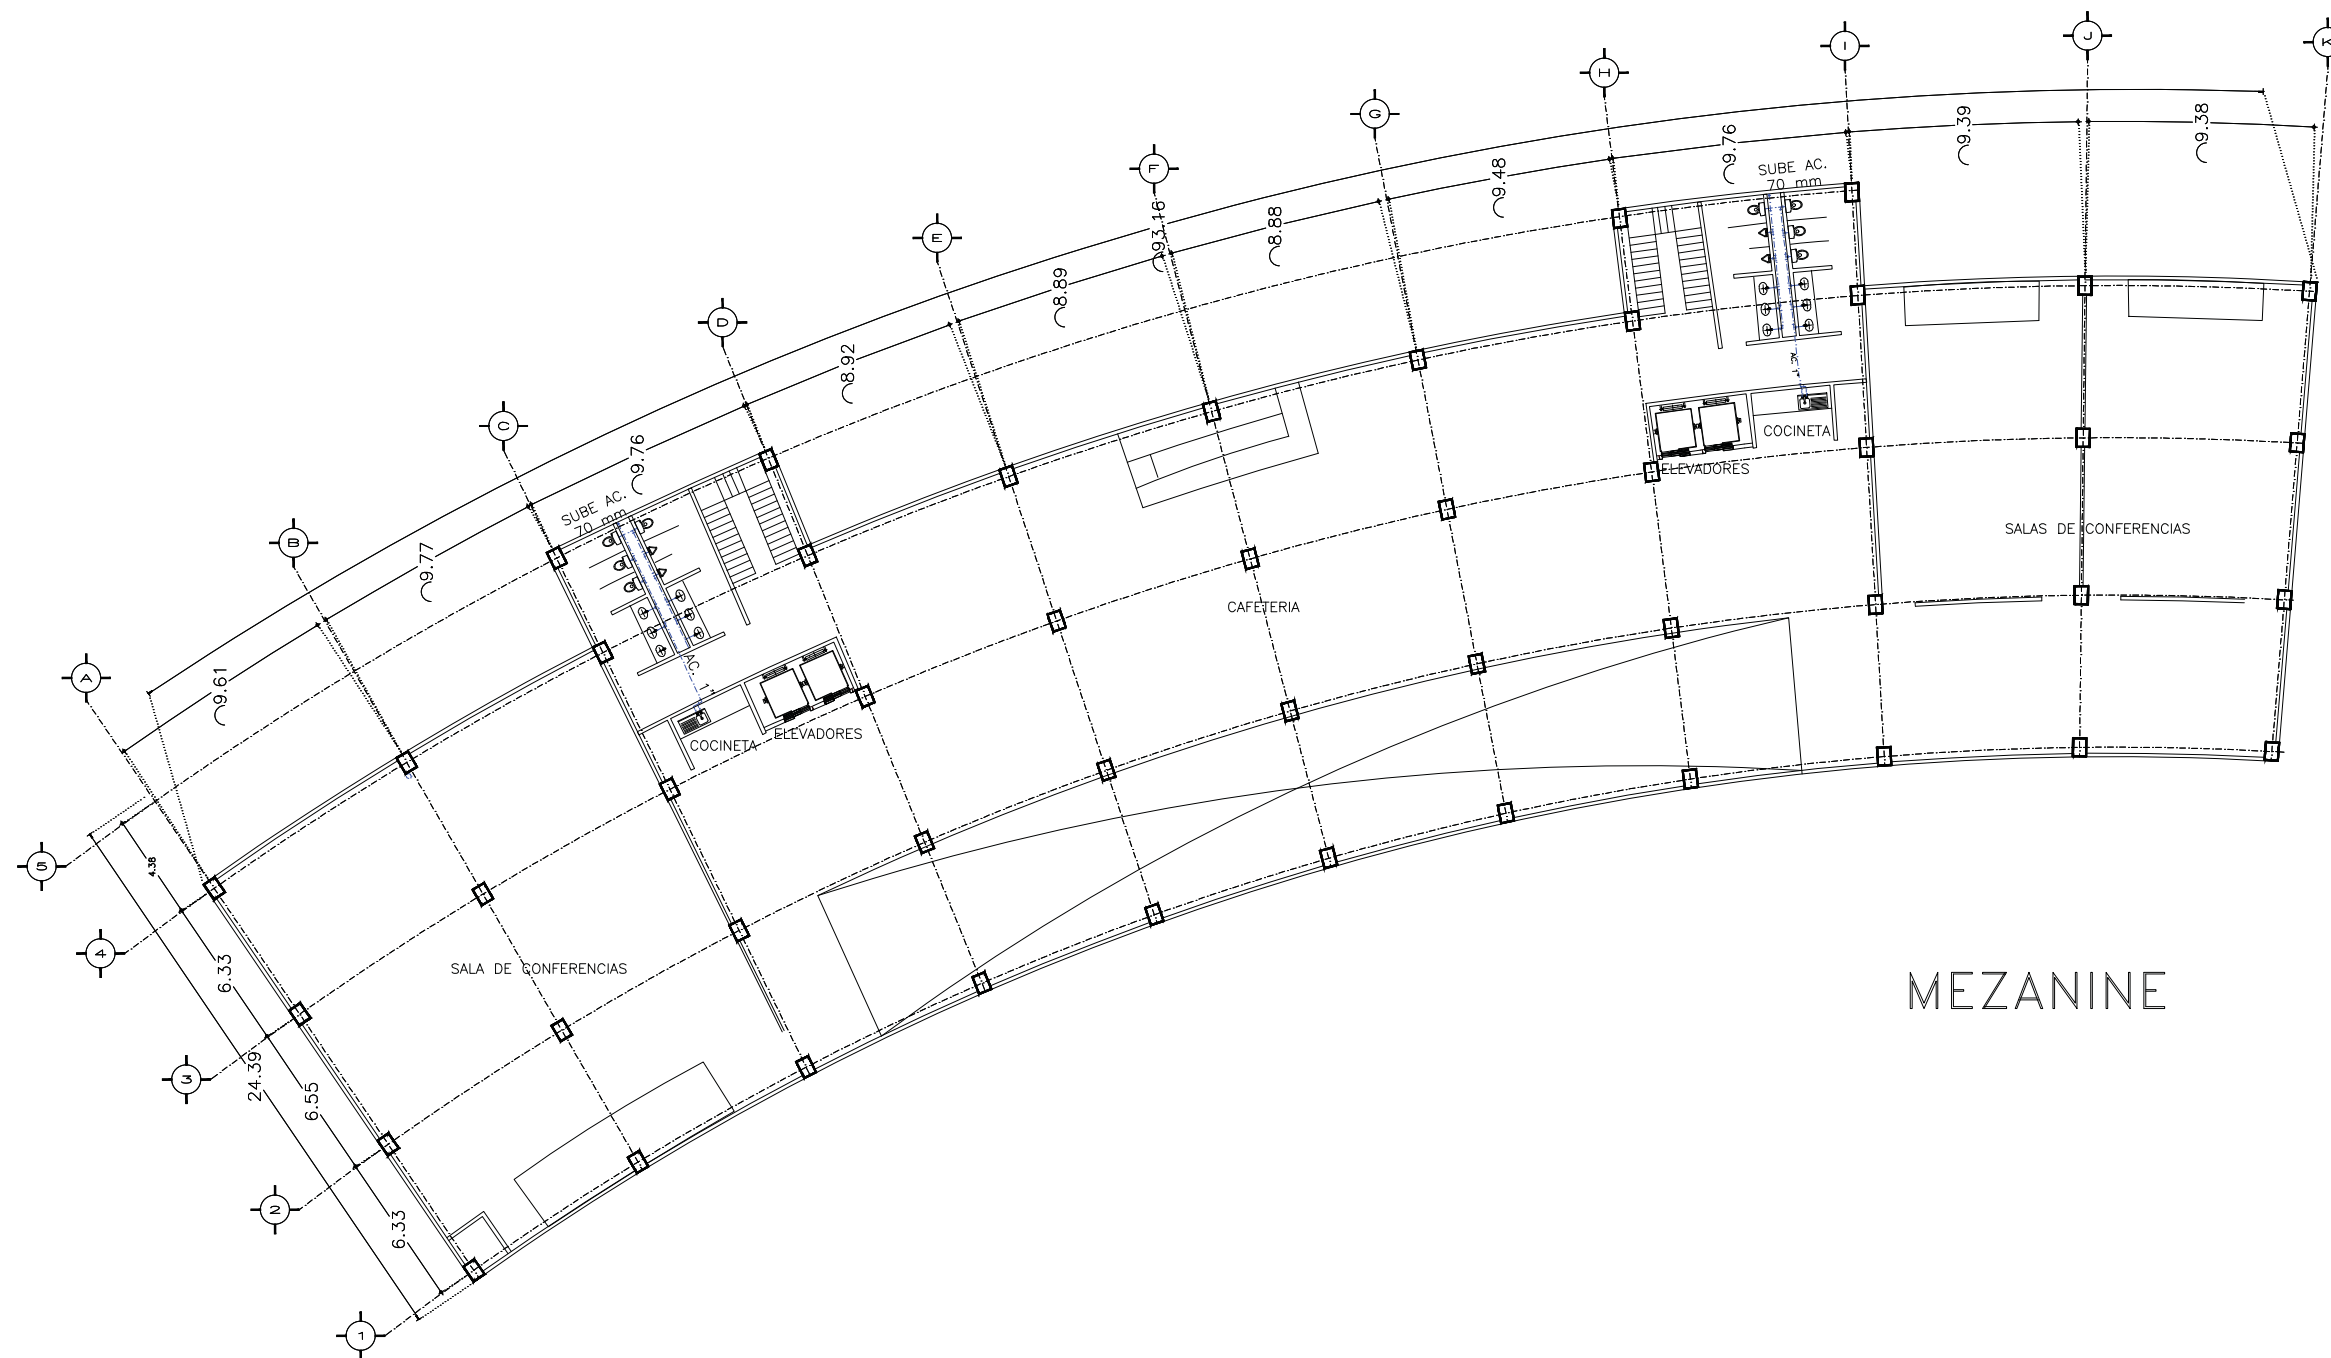 A
B
C
D
E
F
G
H
I
J
K
9.61
9.77
9.76
8.92
8.89
93.16
8.88
9.48
9.76
9.39
9.38
SUBE AC.
70 mm
SUBE AC.
70 mm
AC. 1"
AC. 1"
COCINETA
ELEVADORES
COCINETA
ELEVADORES
SALAS DE CONFERENCIAS
CAFETERIA
SALA DE CONFERENCIAS
MEZANINE
5
4
3
2
1
4.38
6.33
6.55
6.33
24.39